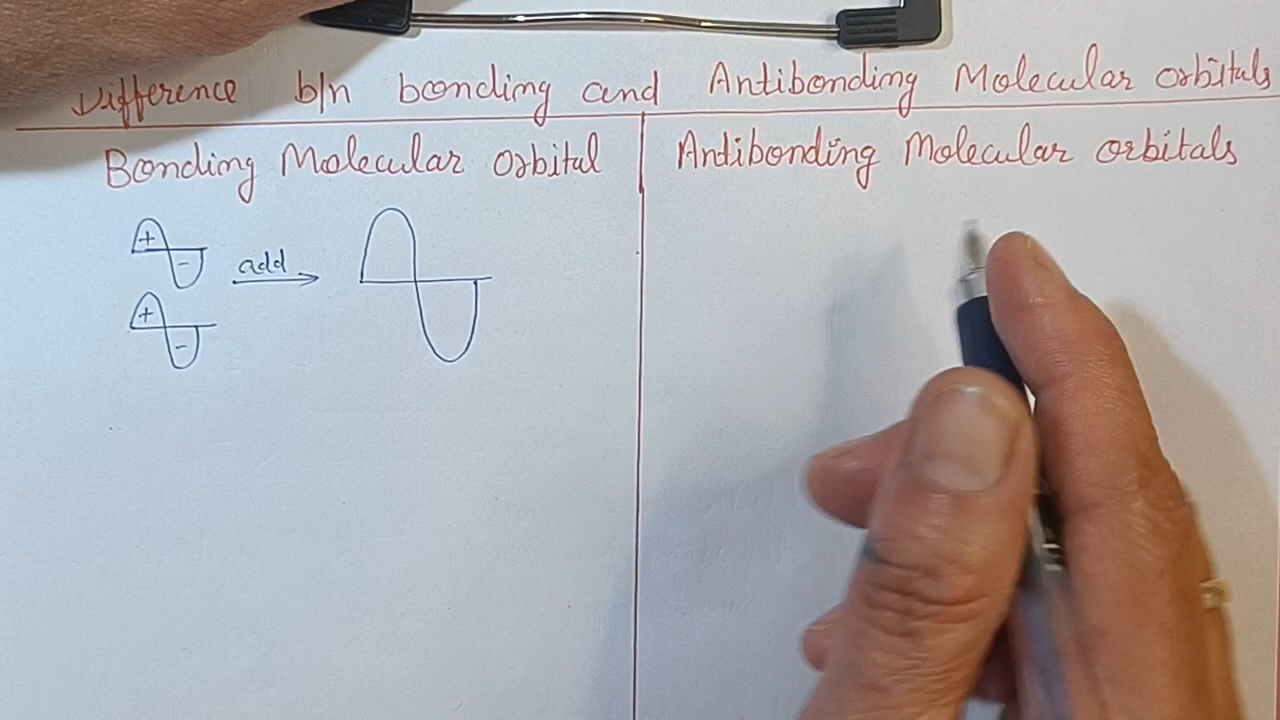 Difference b/n bonding and Antibonding Molecular orbitals
Bonding Molecular Orbital
Antibonding Molecular orbitals
+
-
add
+
-